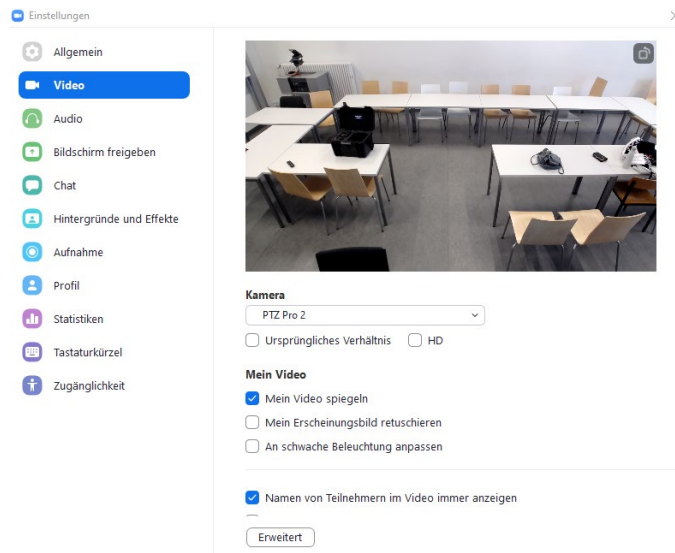 Einstellungen
Allgemein
Video
Audio
Bildschirm freigeben
Chat
Hintergründe und Effekte
Aufnahme
Profil
Statistiken
Tastaturkürzel
Zugänglichkeit
Kamera
PTZ Pro 2
Ursprüngliches Verhältnis HD
Mein Video
Mein Video spiegeln
Mein Erscheinungsbild retuschieren
An schwache Beleuchtung anpassen
Namen von Teilnehmern im Video immer anzeigen
Erweitert